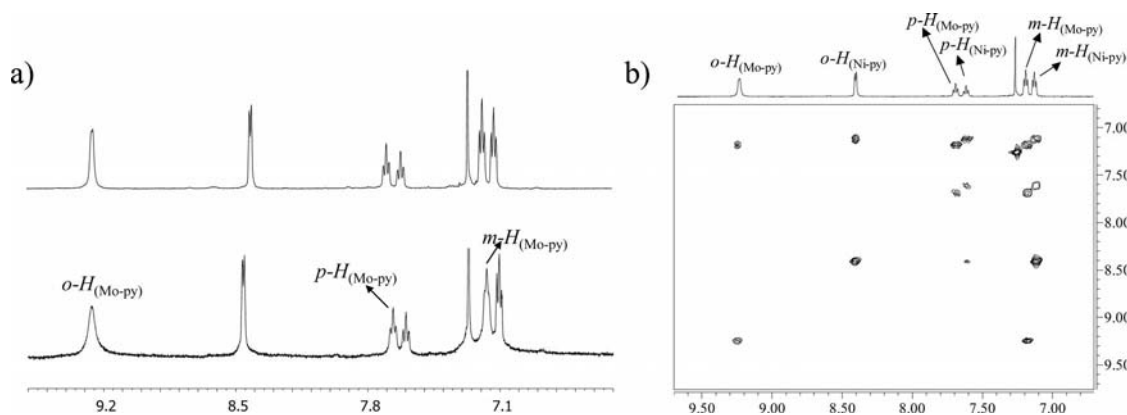 a)
o-H(Mo-py)
p-H(Mo-py)
m-H(Mo-py)
9.2 8.5 7.8 7.1
b)
o-H(Mo-py)
o-H(Ni-py)
p-H(Mo-py)
p-H(Ni-py)
m-H(Mo-py)
m-H(Ni-py)
7.00
7.50
8.00
8.50
9.00
9.50
9.50 9.00 8.50 8.00 7.50 7.00